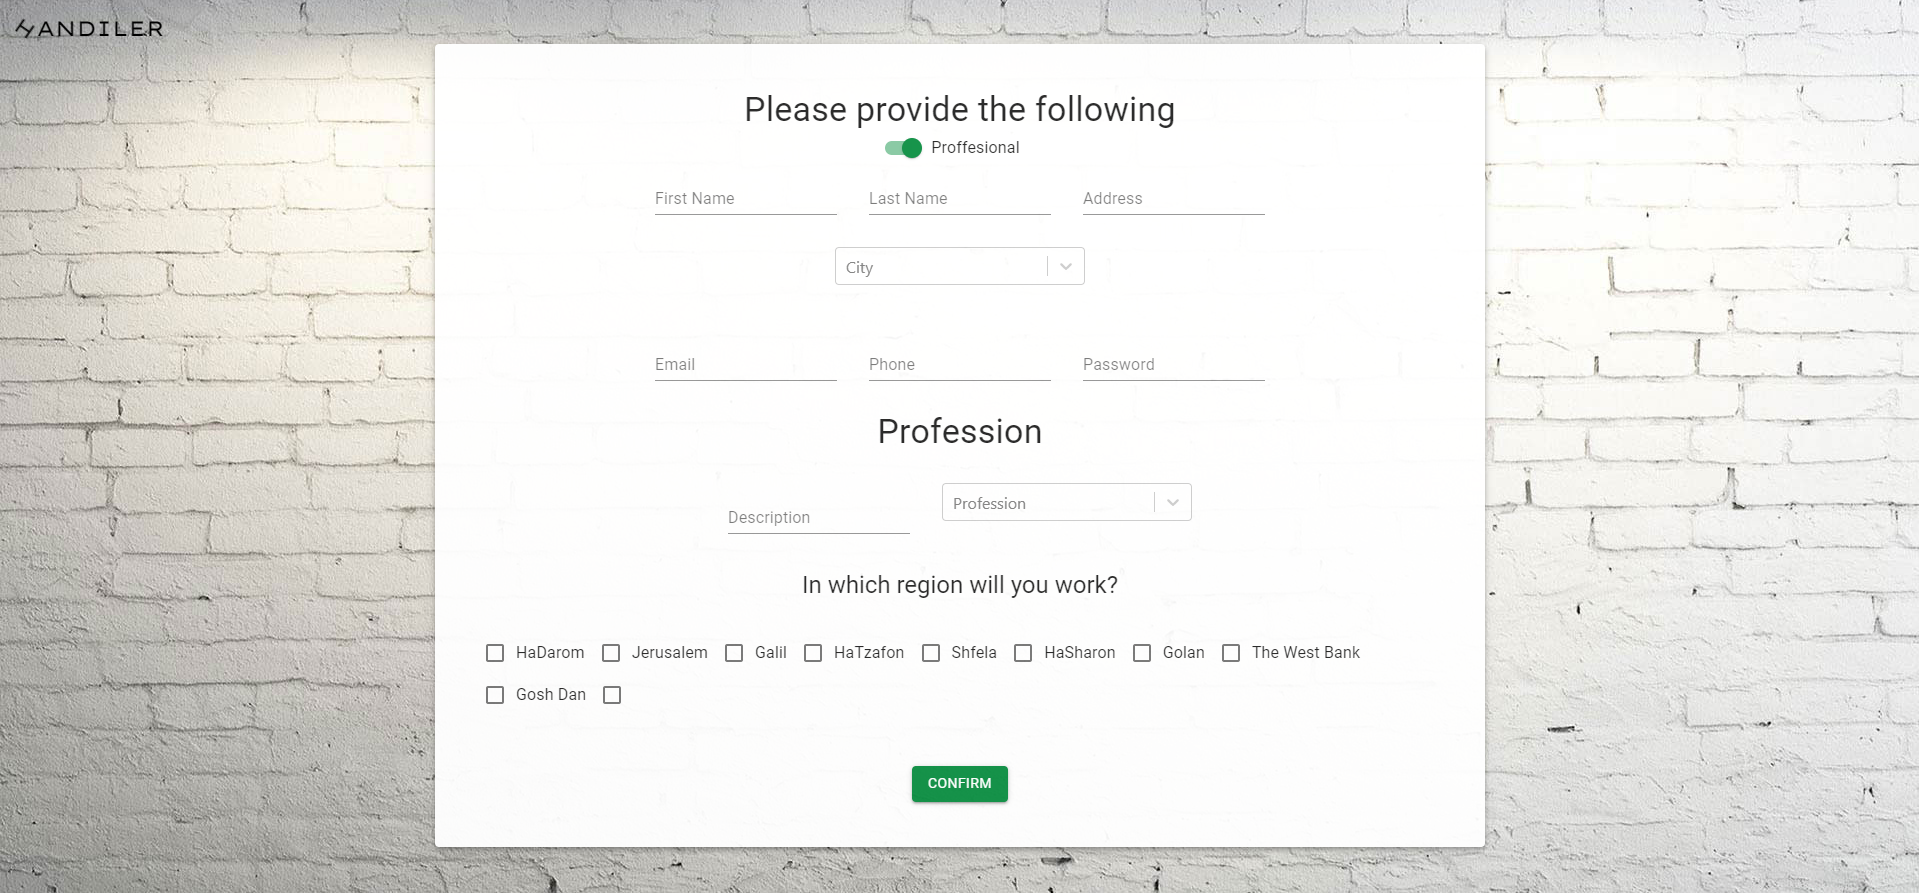 HANDILER
Please provide the following
Proffesional
First Name Last Name Address
City
Email Phone Password
Profession
Description Profession
In which region will you work?
HaDarom Jerusalem Galil HaTzafon Shfela HaSharon Golan The West Bank
Gosh Dan
CONFIRM